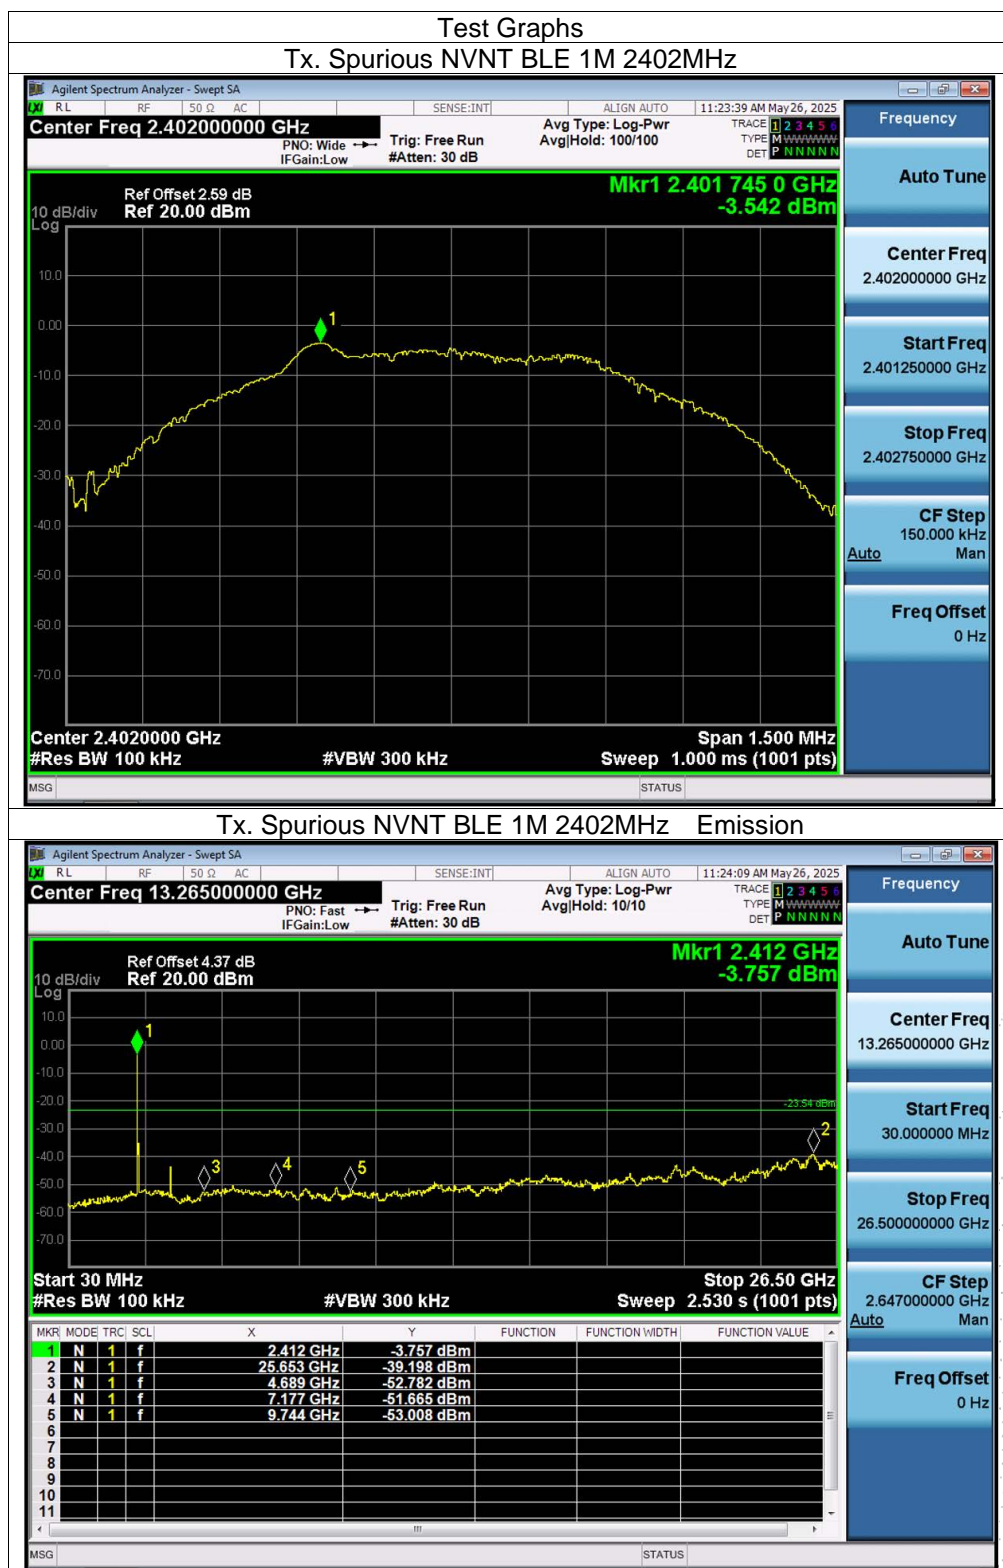 Test Graphs
Tx. Spurious NVNT BLE 1M 2402MHz
Agilent Spectrum Analyzer - Swept SA
LXI RL RF 50 Ω AC SENSE:INT ALIGN AUTO 11:23:39 AM May 26, 2025
Center Freq 2.402000000 GHz
PNO: Wide
IFGain:Low
Trig: Free Run
#Atten: 30 dB
Avg Type: Log-Pwr
Avg|Hold: 100/100
TRACE 1 2 3 4 5 6
TYPE M WWWWW
DET P N N N N N
Frequency
Auto Tune
Center Freq
2.402000000 GHz
Start Freq
2.401250000 GHz
Stop Freq
2.402750000 GHz
CF Step
150.000 kHz
Auto Man
Freq Offset
0 Hz
Mkr1 2.401 745 0 GHz
-3.542 dBm
Ref Offset 2.59 dB
10 dB/div Ref 20.00 dBm
Log
10.0
0.00
-10.0
-20.0
-30.0
-40.0
-50.0
-60.0
-70.0
1
Center 2.4020000 GHz Span 1.500 MHz
#Res BW 100 kHz #VBW 300 kHz Sweep 1.000 ms (1001 pts)
MSG STATUS
Tx. Spurious NVNT BLE 1M 2402MHz Emission
Agilent Spectrum Analyzer - Swept SA
LXI RL RF 50 Ω AC SENSE:INT ALIGN AUTO 11:24:09 AM May 26, 2025
Center Freq 13.265000000 GHz
PNO: Fast
IFGain:Low
Trig: Free Run
#Atten: 30 dB
Avg Type: Log-Pwr
Avg|Hold: 10/10
TRACE 1 2 3 4 5 6
TYPE M WWWWW
DET P N N N N N
Frequency
Auto Tune
Center Freq
13.265000000 GHz
Start Freq
30.000000 MHz
Stop Freq
26.500000000 GHz
CF Step
2.647000000 GHz
Auto Man
Freq Offset
0 Hz
Mkr1 2.412 GHz
-3.757 dBm
Ref Offset 4.37 dB
10 dB/div Ref 20.00 dBm
Log
10.0
0.00
-10.0
-20.0
-30.0
-40.0
-50.0
-60.0
-70.0
1
-23.54 dBm
2
3
4
5
Start 30 MHz Stop 26.50 GHz
#Res BW 100 kHz #VBW 300 kHz Sweep 2.530 s (1001 pts)
MKR MODE TRC SCL X Y FUNCTION FUNCTION WIDTH FUNCTION VALUE
1 N 1 f 2.412 GHz -3.757 dBm
2 N 1 f 25.653 GHz -39.198 dBm
3 N 1 f 4.689 GHz -52.782 dBm
4 N 1 f 7.177 GHz -51.665 dBm
5 N 1 f 9.744 GHz -53.008 dBm
6
7
8
9
10
11
MSG STATUS